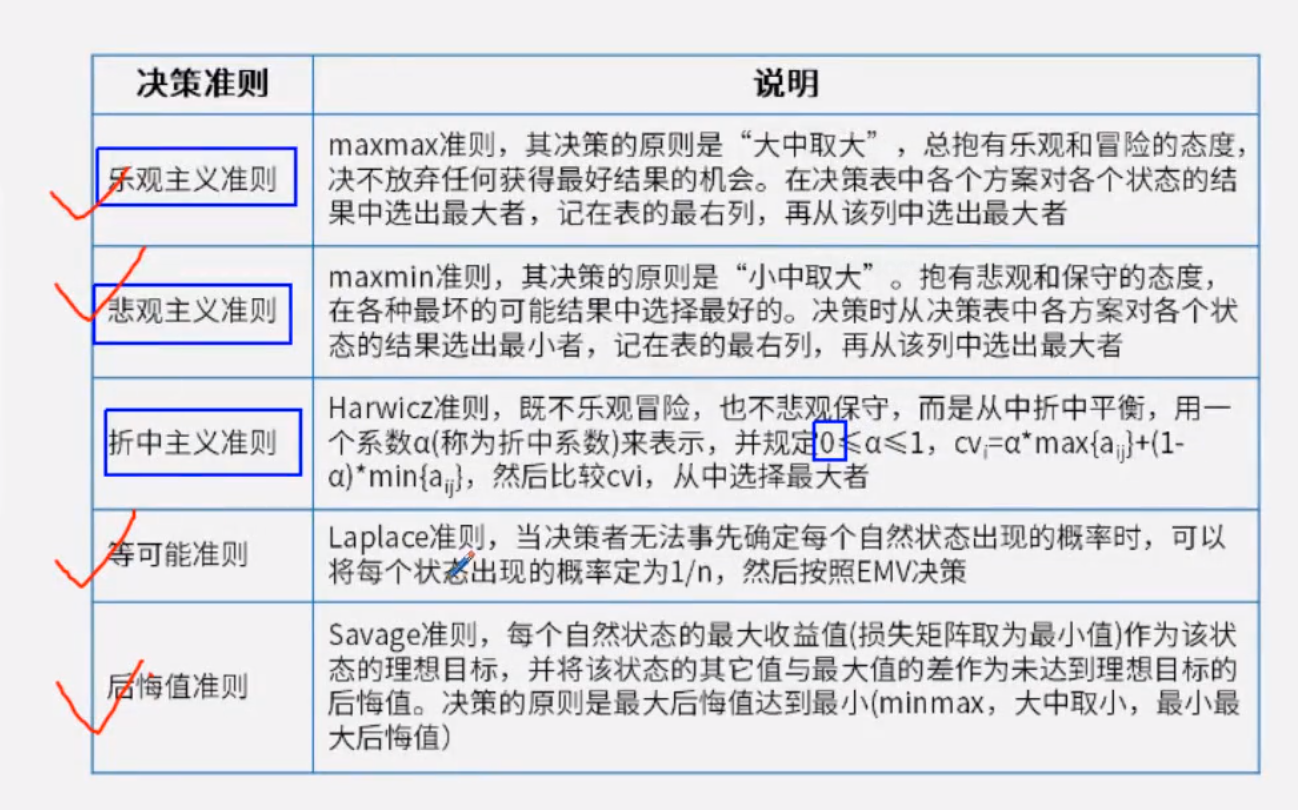 决策准则
说明
乐观主义准则
maxmax准则，其决策的原则是“大中取大”，总抱有乐观和冒险的态度，
决不放弃任何获得最好结果的机会。在决策表中各个方案对各个状态的结
果中选出最大者，记在表的最右列，再从该列中选出最大者
悲观主义准则
maxmin准则，其决策的原则是“小中取大”。抱有悲观和保守的态度，
在各种最坏的可能结果中选择最好的。决策时从决策表中各方案对各个状
态的结果选出最小者，记在表的最右列，再从该列中选出最大者
折中主义准则
Harwicz准则，既不乐观冒险，也不悲观保守，而是从中折中平衡，用一
个系数α(称为折中系数)来表示，并规定0≤α≤1，cvᵢ=α*max{aᵢⱼ}+(1-
α)*min{aᵢⱼ}，然后比较cvi，从中选择最大者
等可能准则
Laplace准则，当决策者无法事先确定每个自然状态出现的概率时，可以
将每个状态出现的概率定为1/n，然后按照EMV决策
后悔值准则
Savage准则，每个自然状态的最大收益值(损失矩阵取为最小值)作为该状
态的理想目标，并将该状态的其它值与最大值的差作为未达到理想目标的
后悔值。决策的原则是最大后悔值达到最小(minmax，大中取小，最小最
大后悔值）